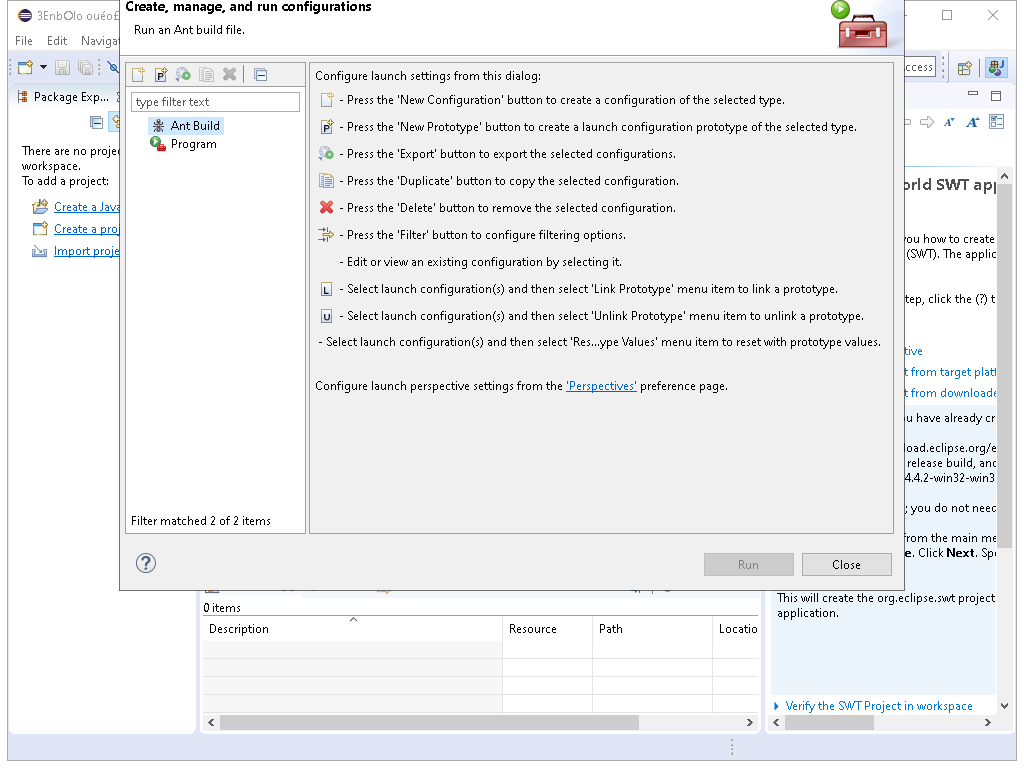 Create, manage, and run configurations
Run an Ant build file.
File Edit Naviga
ccess
Package Exp...
type filter text
Ant Build
Program
Filter matched 2 of 2 items
Configure launch settings from this dialog:
- Press the 'New Configuration' button to create a configuration of the selected type.
P - Press the 'New Prototype' button to create a launch configuration prototype of the selected type.
- Press the 'Export' button to export the selected configurations.
- Press the 'Duplicate' button to copy the selected configuration.
- Press the 'Delete' button to remove the selected configuration.
- Press the 'Filter' button to configure filtering options.
- Edit or view an existing configuration by selecting it.
L - Select launch configuration(s) and then select 'Link Prototype' menu item to link a prototype.
U - Select launch configuration(s) and then select 'Unlink Prototype' menu item to unlink a prototype.
- Select launch configuration(s) and then select 'Res...ype Values' menu item to reset with prototype values.
Configure launch perspective settings from the 'Perspectives' preference page.
Run
Close
There are no proje
workspace.
To add a project:
Create a Java
Create a proj
Import proje
orld SWT app
you how to create
(SWT). The applic
tep, click the (?) t
tive
t from target platf
t from downloade
u have already cr
load.eclipse.org/e
release build, and
4.4.2-win32-win3
; you do not need
from the main me
e. Click Next. Spe
This will create the org.eclipse.swt project
application.
Verify the SWT Project in workspace
0 items
Description Resource Path Locatio